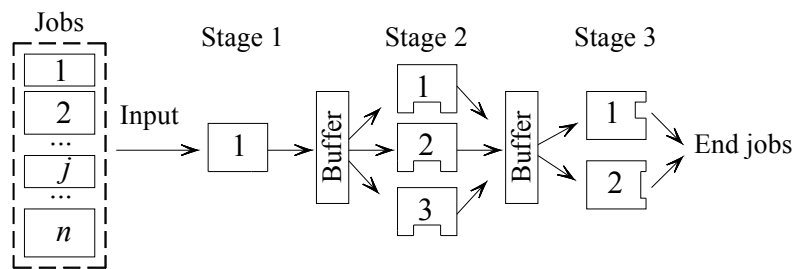 Jobs
1
2
...
j
...
n
Input
Stage 1
1
Buffer
Stage 2
1
2
3
Buffer
Stage 3
1
2
End jobs